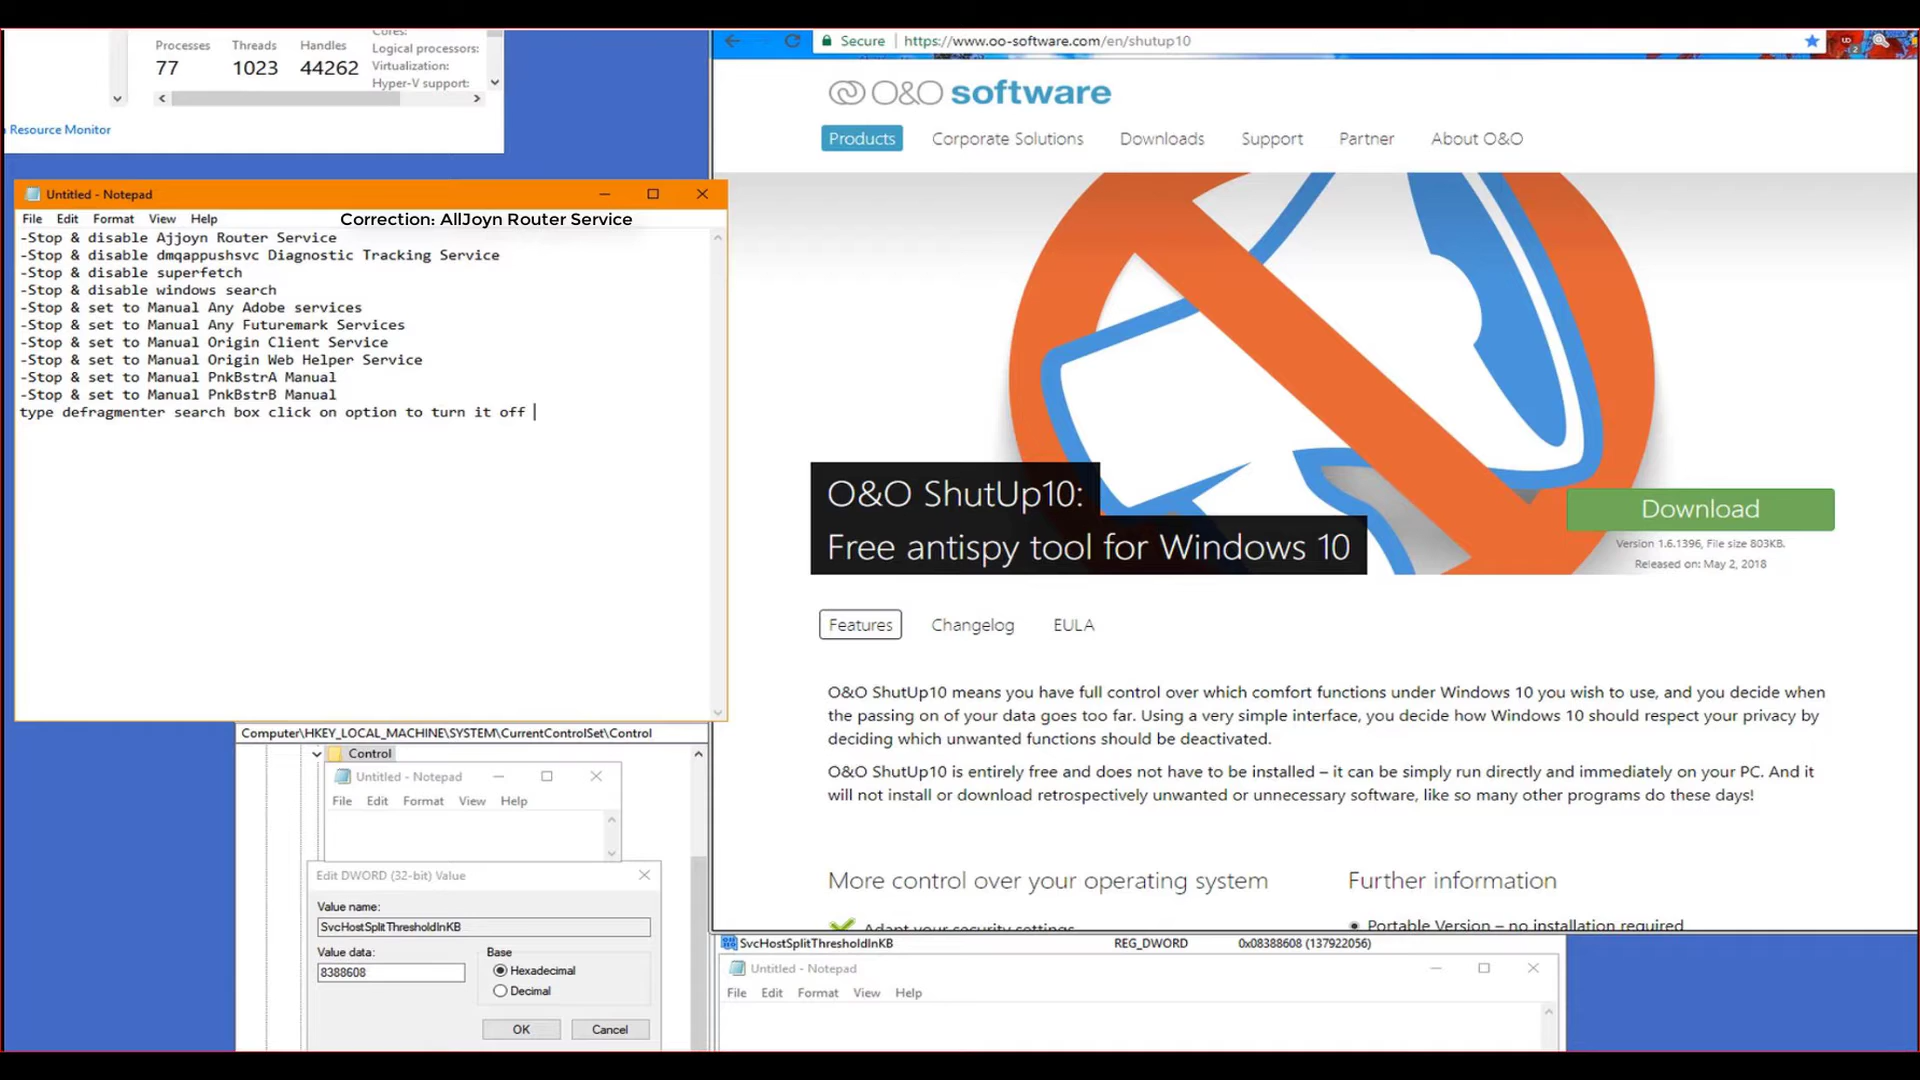 Processes Threads Handles
77 1023 44262
Cores:
Logical processors:
Virtualization:
Hyper-V support:
Resource Monitor
Untitled - Notepad
File Edit Format View Help
Correction: AllJoyn Router Service
-Stop & disable Ajjoyn Router Service
-Stop & disable dmqappushsvc Diagnostic Tracking Service
-Stop & disable superfetch
-Stop & disable windows search
-Stop & set to Manual Any Adobe services
-Stop & set to Manual Any Futuremark Services
-Stop & set to Manual Origin Client Service
-Stop & set to Manual Origin Web Helper Service
-Stop & set to Manual PnkBstrA Manual
-Stop & set to Manual PnkBstrB Manual
type defragmenter search box click on option to turn it off
Computer\HKEY_LOCAL_MACHINE\SYSTEM\CurrentControlSet\Control
Control
Untitled - Notepad
File Edit Format View Help
Edit DWORD (32-bit) Value
Value name:
SvcHostSplitThresholdInKB
Value data:
8388608
Base
Hexadecimal
Decimal
OK Cancel
Secure https://www.oo-software.com/en/shutup10
O&O software
Products Corporate Solutions Downloads Support Partner About O&O
O&O ShutUp10:
Free antispy tool for Windows 10
Download
Version 1.6.1396, File size 803KB.
Released on: May 2, 2018
Features Changelog EULA
O&O ShutUp10 means you have full control over which comfort functions under Windows 10 you wish to use, and you decide when
the passing on of your data goes too far. Using a very simple interface, you decide how Windows 10 should respect your privacy by
deciding which unwanted functions should be deactivated.
O&O ShutUp10 is entirely free and does not have to be installed – it can be simply run directly and immediately on your PC. And it
will not install or download retrospectively unwanted or unnecessary software, like so many other programs do these days!
More control over your operating system
Adapt your security settings
Further information
Portable Version – no installation required
SvcHostSplitThresholdInKB REG_DWORD 0x08388608 (137922056)
Untitled - Notepad
File Edit Format View Help